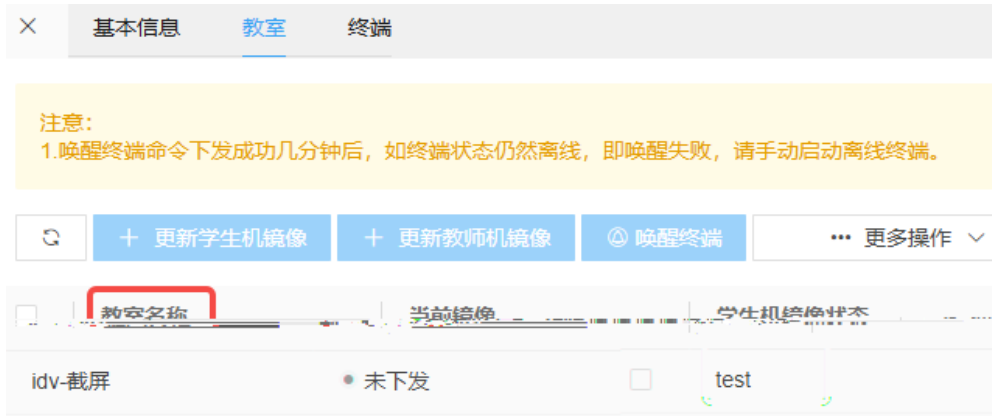 基本信息 教室 终端
注意：
1.唤醒终端命令下发成功几分钟后，如终端状态仍然离线，即唤醒失败，请手动启动离线终端。
更新学生机镜像 更新教师机镜像 唤醒终端 ··· 更多操作
教室名称 当前镜像 学生机镜像状态
idv-截屏 未下发 test